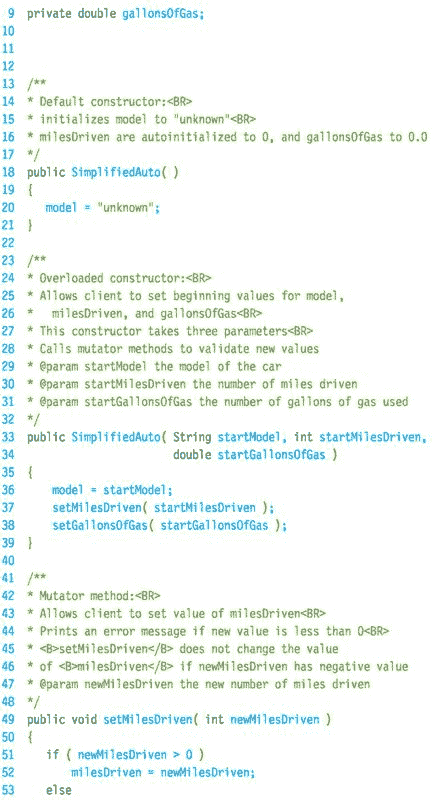 9 private double gallonsOfGas;
10
11
12
13 /**
14 * Default constructor:<BR>
15 * initializes model to "unknown"<BR>
16 * milesDriven are autoinitialized to 0, and gallonsOfGas to 0.0
17 */
18 public SimplifiedAuto( )
19 {
20 model = "unknown";
21 }
22
23 /**
24 * Overloaded constructor:<BR>
25 * Allows client to set beginning values for model,
26 * milesDriven, and gallonsOfGas<BR>
27 * This constructor takes three parameters<BR>
28 * Calls mutator methods to validate new values
29 * @param startModel the model of the car
30 * @param startMilesDriven the number of miles driven
31 * @param startGallonsOfGas the number of gallons of gas used
32 */
33 public SimplifiedAuto( String startModel, int startMilesDriven,
34 double startGallonsOfGas )
35 {
36 model = startModel;
37 setMilesDriven( startMilesDriven );
38 setGallonsOfGas( startGallonsOfGas );
39 }
40
41 /**
42 * Mutator method:<BR>
43 * Allows client to set value of milesDriven<BR>
44 * Prints an error message if new value is less than 0<BR>
45 * <B>setMilesDriven</B> does not change the value
46 * of <B>milesDriven</B> if newMilesDriven has negative value
47 * @param newMilesDriven the new number of miles driven
48 */
49 public void setMilesDriven( int newMilesDriven )
50 {
51 if ( newMilesDriven > 0 )
52 milesDriven = newMilesDriven;
53 else